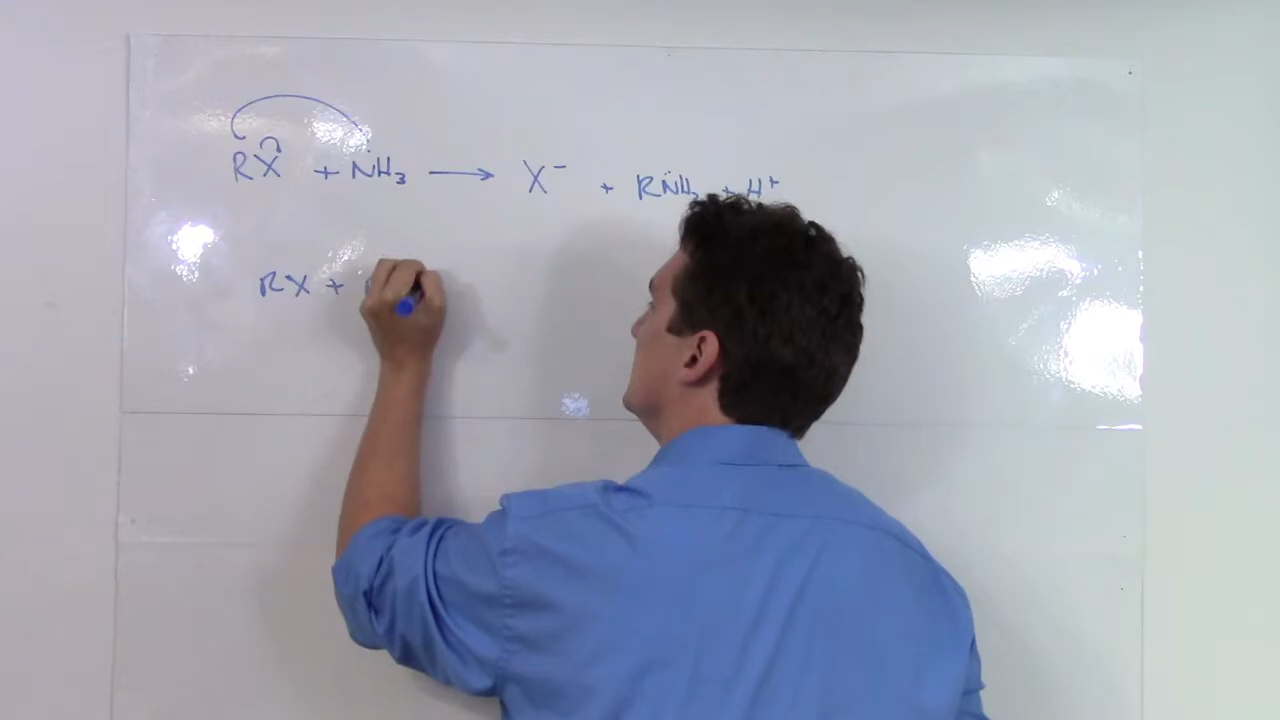 RX + NH₃ → X⁻ + RNH₂ + H⁺
RX +